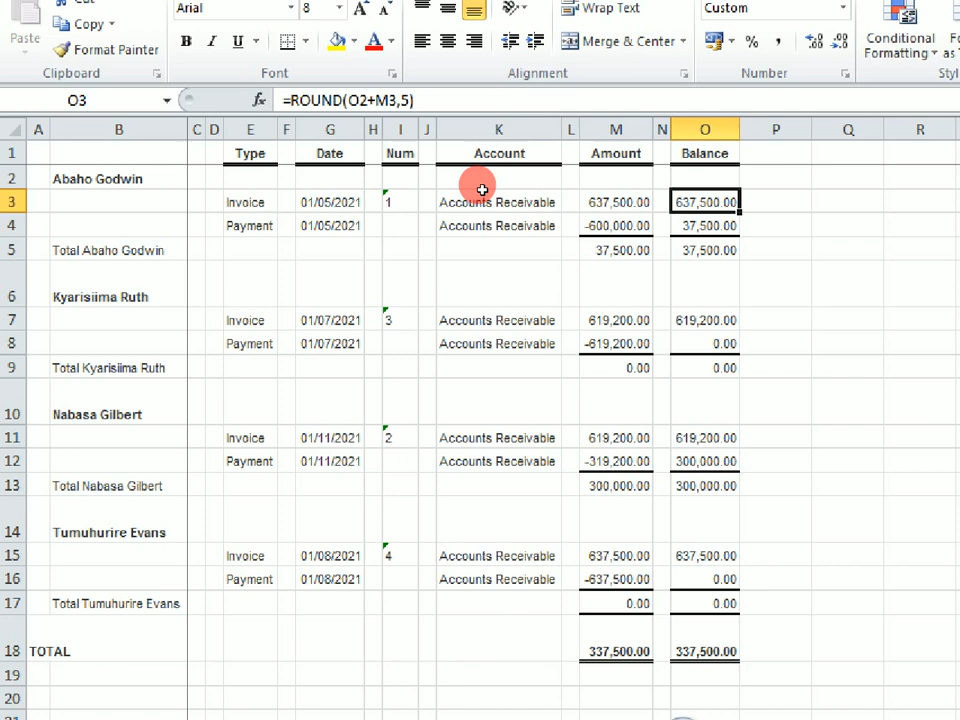 Cut Arial 8 A A Wrap Text Custom
Paste Copy
Format Painter B I U A Merge & Center % , Conditional
Formatting
Clipboard Font Alignment Number
O3 fx =ROUND(O2+M3,5)
A B C D E F G H I J K L M N O P Q R
1 Type Date Num Account Amount Balance
2 Abaho Godwin
3 Invoice 01/05/2021 1 Accounts Receivable 637,500.00 637,500.00
4 Payment 01/05/2021 Accounts Receivable -600,000.00 37,500.00
5 Total Abaho Godwin 37,500.00 37,500.00
6 Kyarisiima Ruth
7 Invoice 01/07/2021 3 Accounts Receivable 619,200.00 619,200.00
8 Payment 01/07/2021 Accounts Receivable -619,200.00 0.00
9 Total Kyarisiima Ruth 0.00 0.00
10 Nabasa Gilbert
11 Invoice 01/11/2021 2 Accounts Receivable 619,200.00 619,200.00
12 Payment 01/11/2021 Accounts Receivable -319,200.00 300,000.00
13 Total Nabasa Gilbert 300,000.00 300,000.00
14 Tumuhurire Evans
15 Invoice 01/08/2021 4 Accounts Receivable 637,500.00 637,500.00
16 Payment 01/08/2021 Accounts Receivable -637,500.00 0.00
17 Total Tumuhurire Evans 0.00 0.00
18 TOTAL 337,500.00 337,500.00
19
20